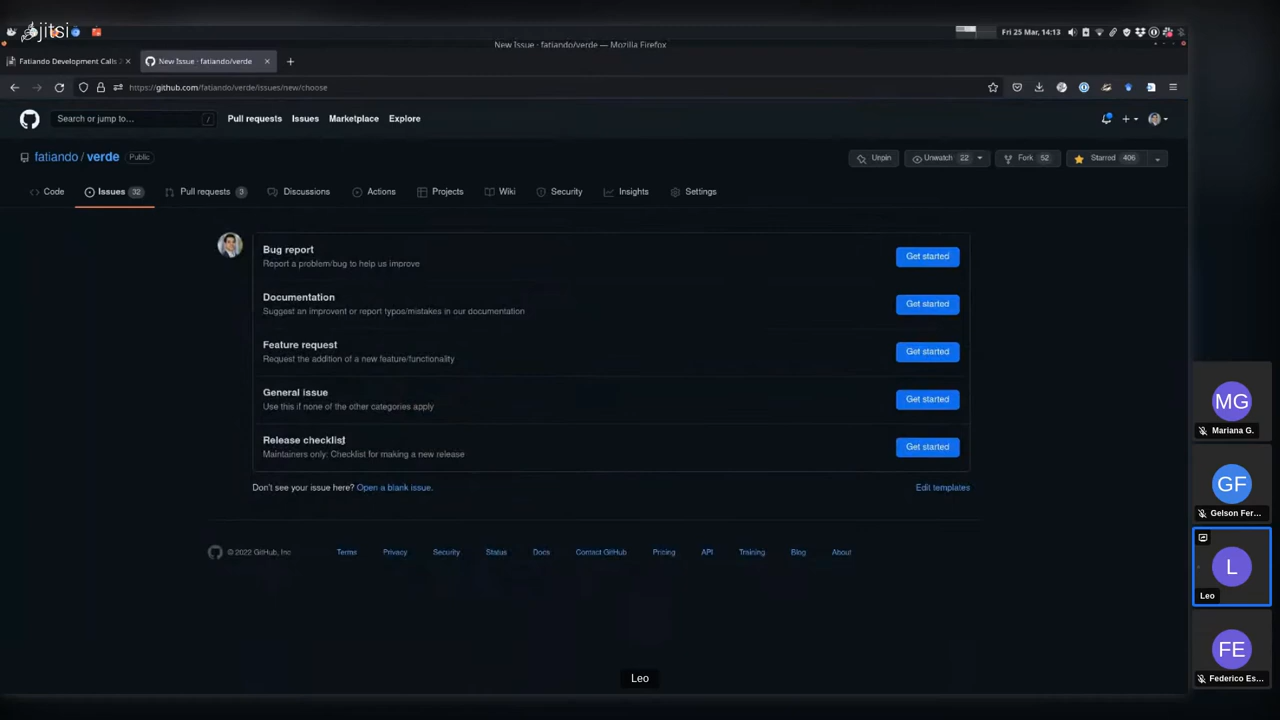 jitsi
New Issue · fatiando/verde — Mozilla Firefox
Fri 25 Mar, 14:13
Fatiando Development Calls 2
New Issue · fatiando/verde
https://github.com/fatiando/verde/issues/new/choose
Search or jump to…
/
Pull requests
Issues
Marketplace
Explore
fatiando / verde
Public
Unpin
Unwatch 22
Fork 52
Starred 406
Code
Issues 32
Pull requests 3
Discussions
Actions
Projects
Wiki
Security
Insights
Settings
Bug report
Report a problem/bug to help us improve
Get started
Documentation
Suggest an improvent or report typos/mistakes in our documentation
Get started
Feature request
Request the addition of a new feature/functionality
Get started
General issue
Use this if none of the other categories apply
Get started
Release checklist
Maintainers only: Checklist for making a new release
Get started
Don't see your issue here? Open a blank issue.
Edit templates
© 2022 GitHub, Inc
Terms
Privacy
Security
Status
Docs
Contact GitHub
Pricing
API
Training
Blog
About
MG
Mariana G.
GF
Gelson Fer...
L
Leo
FE
Federico Es...
Leo